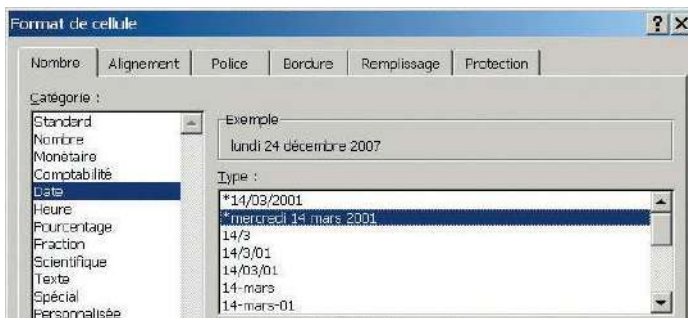 Format de cellule
Nombre Alignement Police Bordure Remplissage Protection
Catégorie :
Standard
Nombre
Monétaire
Comptabilité
Date
Heure
Pourcentage
Fraction
Scientifique
Texte
Spécial
Personnalisée
Exemple
lundi 24 décembre 2007
Type :
*14/03/2001
*mercredi 14 mars 2001
14/3
14/3/01
14/03/01
14-mars
14-mars-01